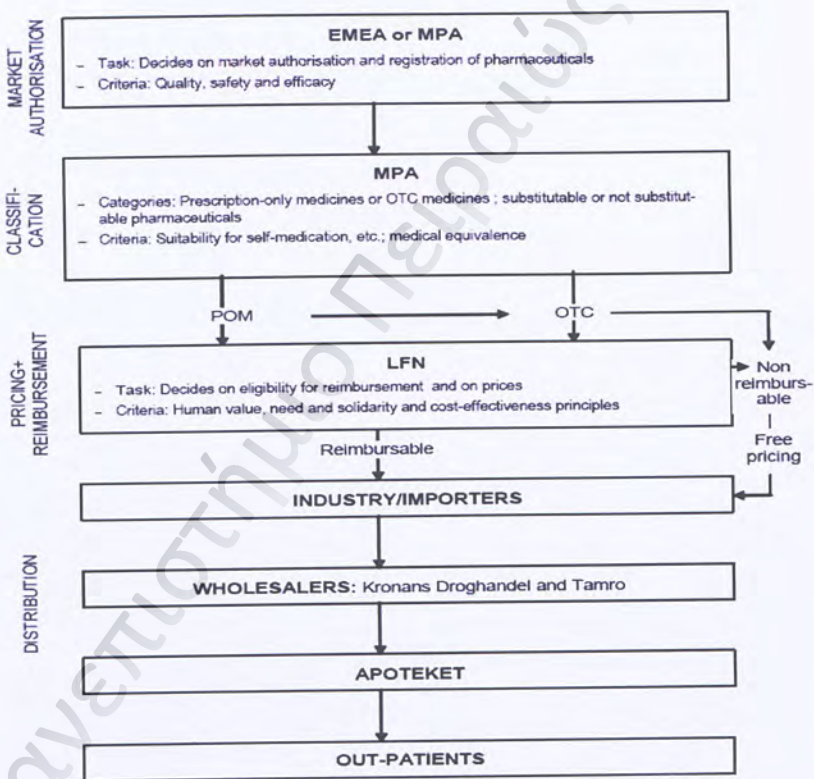 MARKET
AUTHORISATION
EMEA or MPA
– Task: Decides on market authorisation and registration of pharmaceuticals
– Criteria: Quality, safety and efficacy
CLASSIFI-
CATION
MPA
– Categories: Prescription-only medicines or OTC medicines ; substitutable or not substitut-
able pharmaceuticals
– Criteria: Suitability for self-medication, etc.; medical equivalence
POM
OTC
PRICING+
REIMBURSEMENT
LFN
– Task: Decides on eligibility for reimbursement and on prices
– Criteria: Human value, need and solidarity and cost-effectiveness principles
Non
reimburs-
able
Free
pricing
Reimbursable
INDUSTRY/IMPORTERS
DISTRIBUTION
WHOLESALERS: Kronans Droghandel and Tamro
APOTEKET
OUT-PATIENTS
Πανεπιστήμιο Πειραιώς